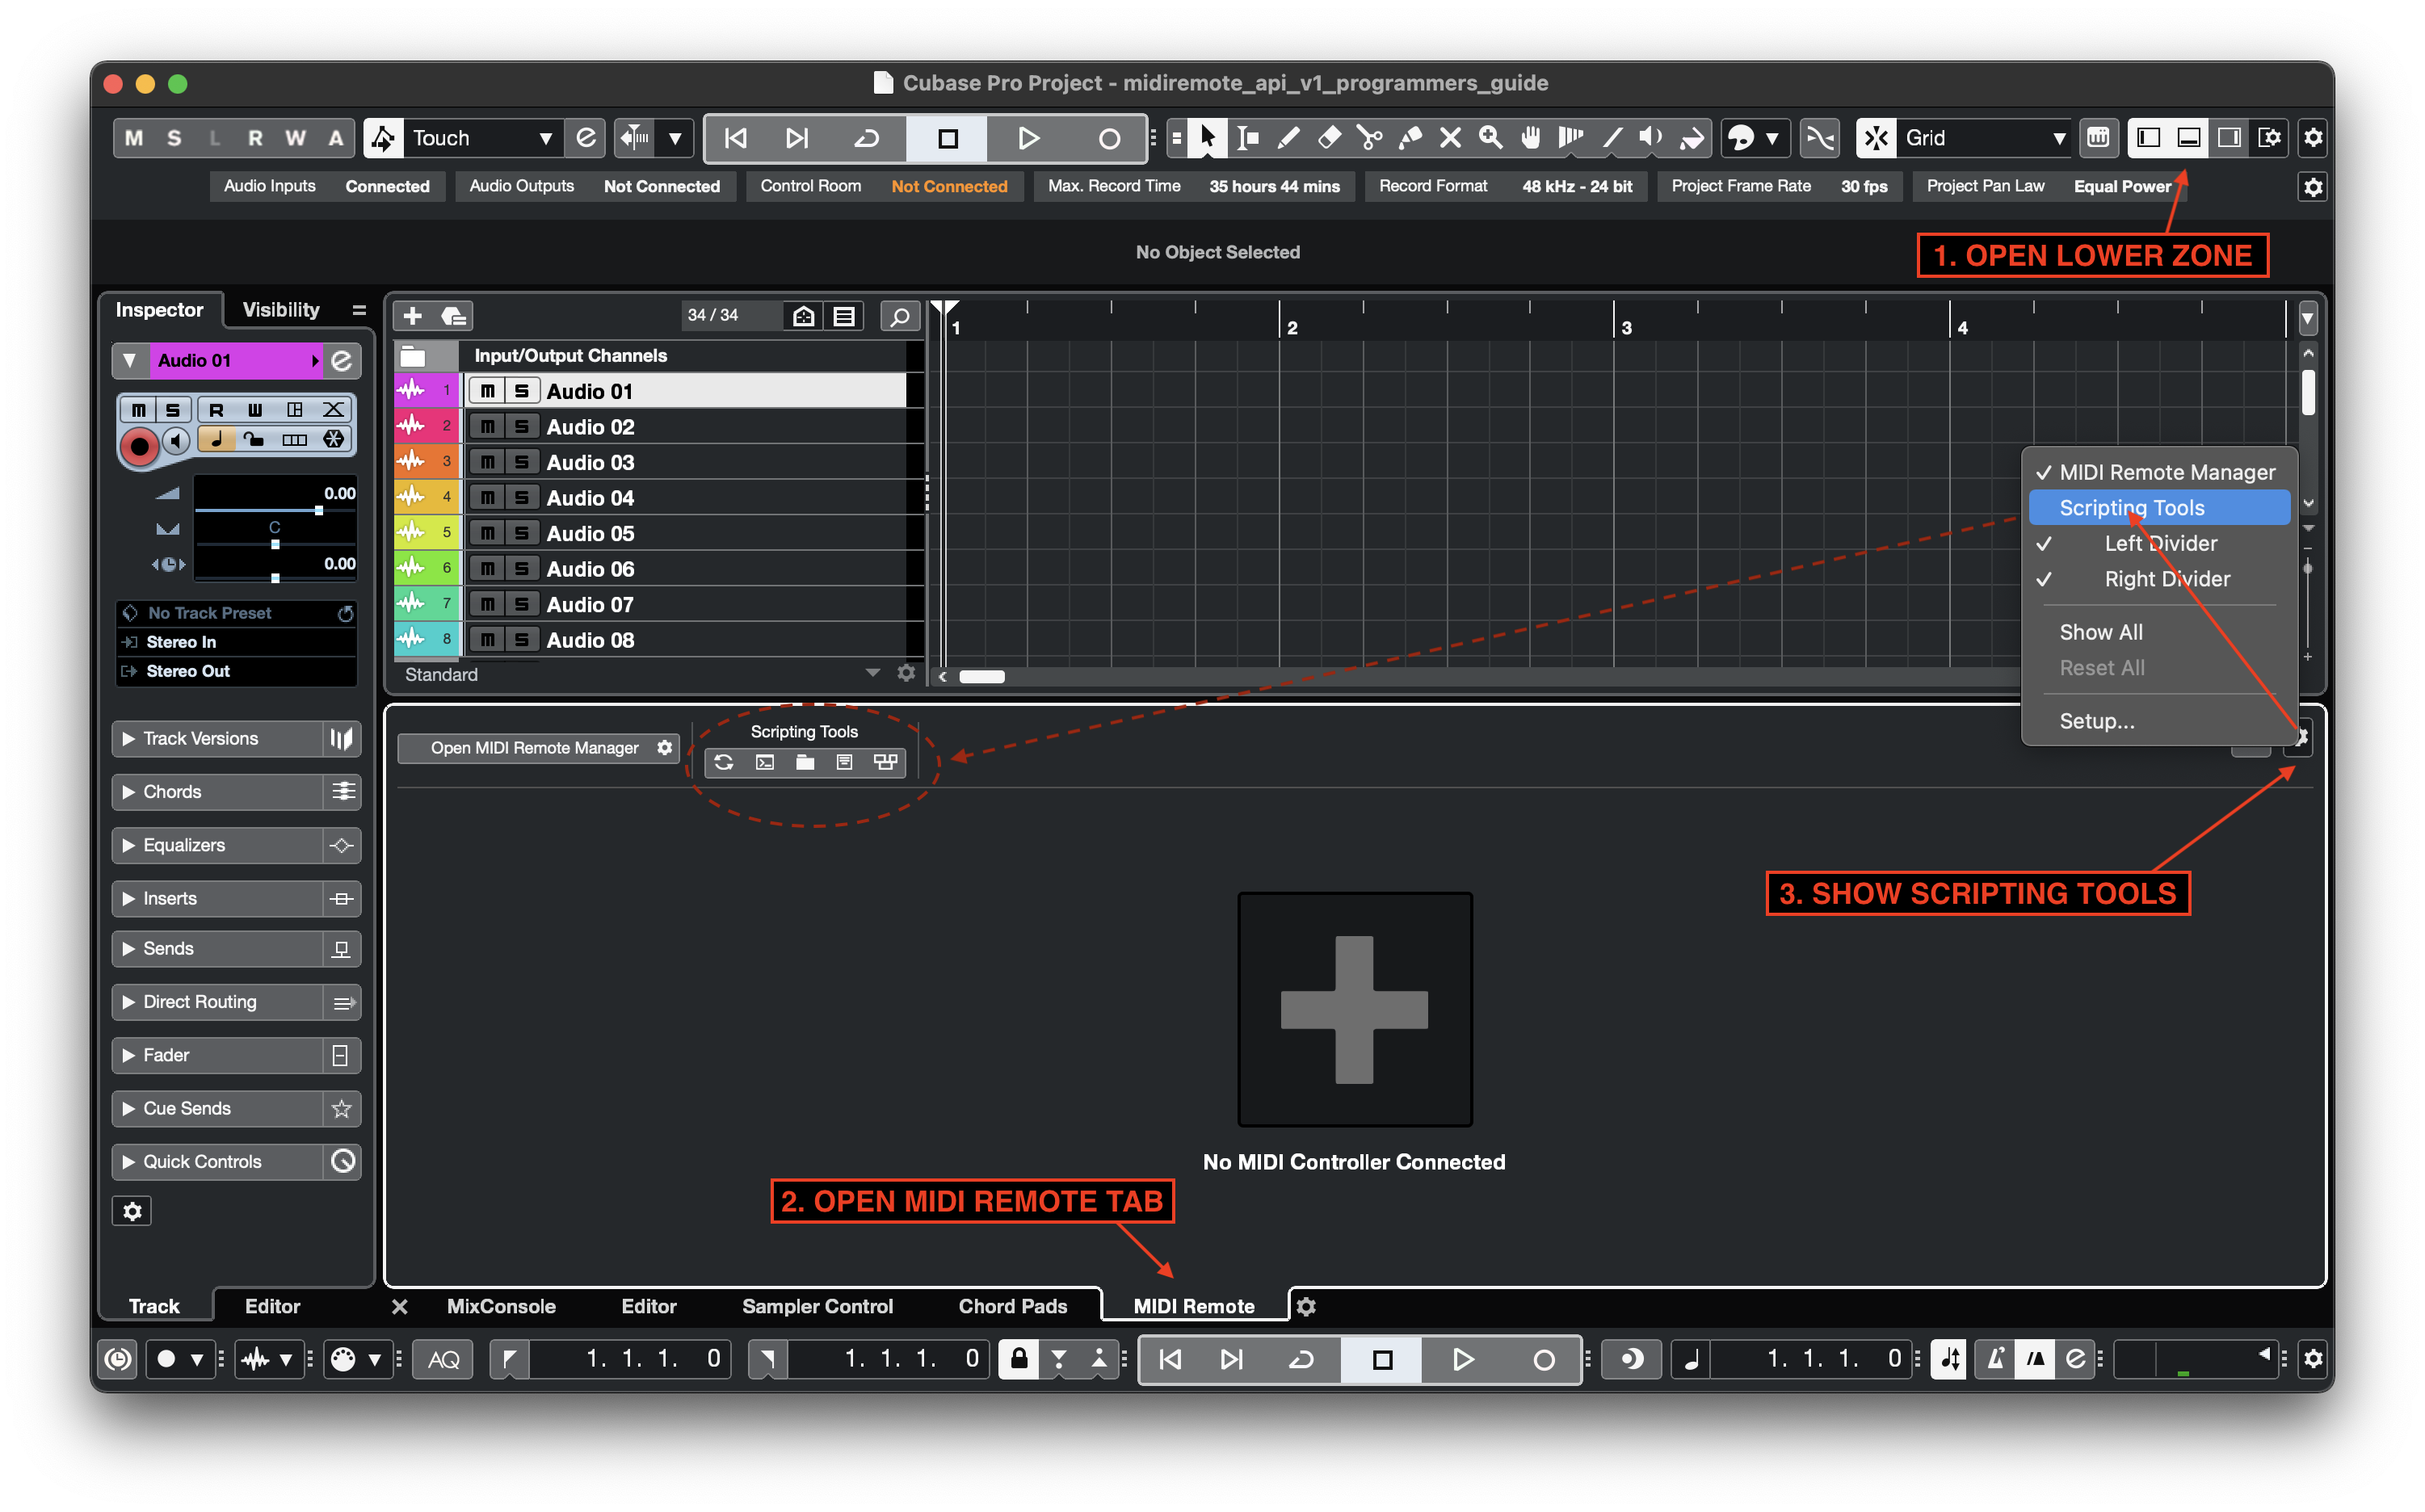 Cubase Pro Project - midiremote_api_v1_programmers_guide
M S L R W A Touch Grid
Audio Inputs Connected Audio Outputs Not Connected Control Room Not Connected Max. Record Time 35 hours 44 mins Record Format 48 kHz - 24 bit Project Frame Rate 30 fps Project Pan Law Equal Power
1. OPEN LOWER ZONE
No Object Selected
Inspector Visibility
34 / 34
1 2 3 4
Input/Output Channels
Audio 01
1 M S Audio 01
2 M S Audio 02
3 M S Audio 03
4 M S Audio 04
5 M S Audio 05
6 M S Audio 06
7 M S Audio 07
8 M S Audio 08
Standard
M S R W
0.00
C
0.00
No Track Preset
Stereo In
Stereo Out
MIDI Remote Manager
Scripting Tools
Left Divider
Right Divider
Show All
Reset All
Setup...
Track Versions
Chords
Equalizers
Inserts
Sends
Direct Routing
Fader
Cue Sends
Quick Controls
Open MIDI Remote Manager
Scripting Tools
3. SHOW SCRIPTING TOOLS
No MIDI Controller Connected
2. OPEN MIDI REMOTE TAB
Track Editor MixConsole Editor Sampler Control Chord Pads MIDI Remote
AQ 1. 1. 1. 0 1. 1. 1. 0 1. 1. 1. 0